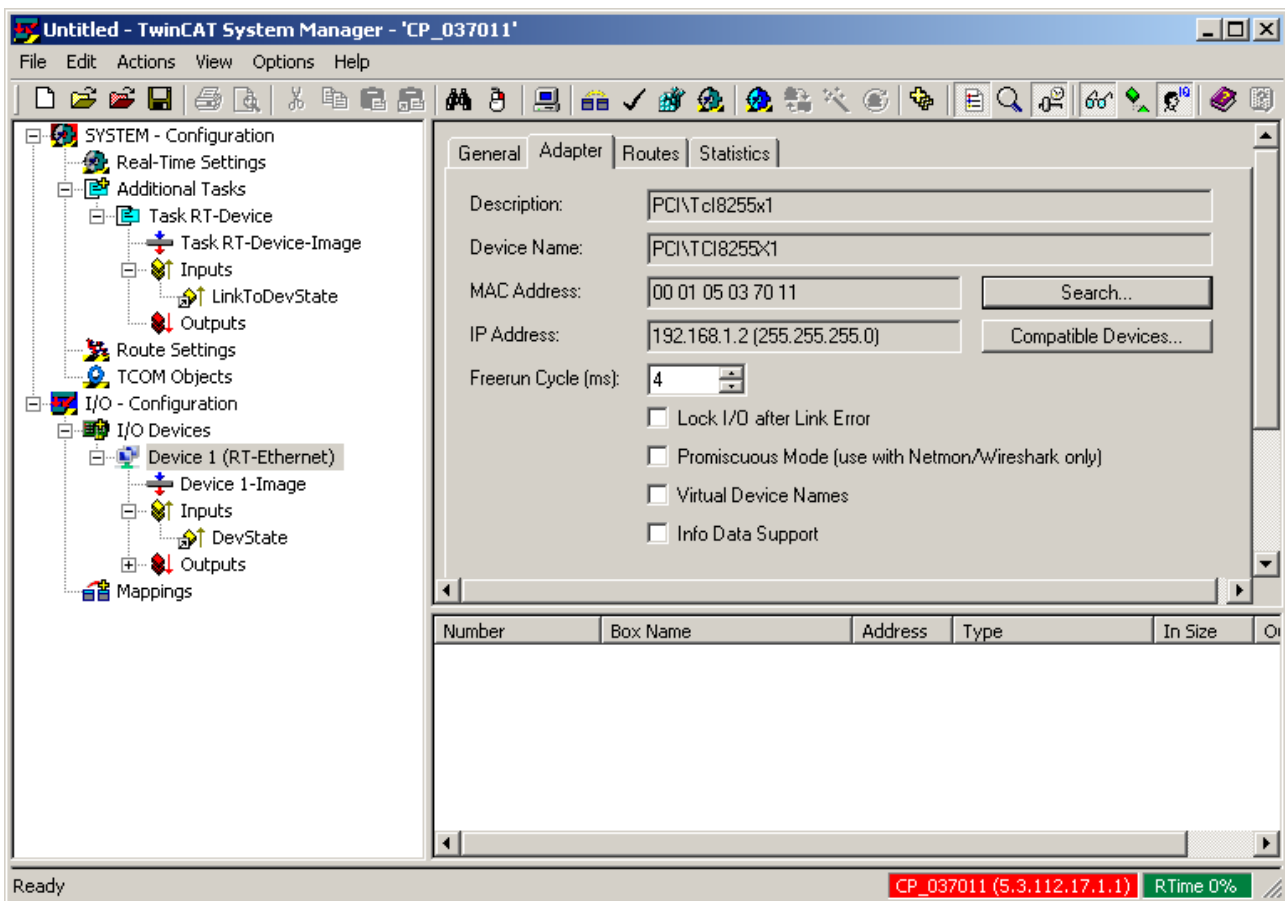 Untitled - TwinCAT System Manager - 'CP_037011'
File Edit Actions View Options Help
SYSTEM - Configuration
Real-Time Settings
Additional Tasks
Task RT-Device
Task RT-Device-Image
Inputs
LinkToDevState
Outputs
Route Settings
TCOM Objects
I/O - Configuration
I/O Devices
Device 1 (RT-Ethernet)
Device 1-Image
Inputs
DevState
Outputs
Mappings
General Adapter Routes Statistics
Description: PCI\TcI8255x1
Device Name: PCI\TCI8255X1
MAC Address: 00 01 05 03 70 11 Search...
IP Address: 192.168.1.2 (255.255.255.0) Compatible Devices...
Freerun Cycle (ms): 4
Lock I/O after Link Error
Promiscuous Mode (use with Netmon/Wireshark only)
Virtual Device Names
Info Data Support
Number Box Name Address Type In Size
Ready CP_037011 (5.3.112.17.1.1) RTime 0%